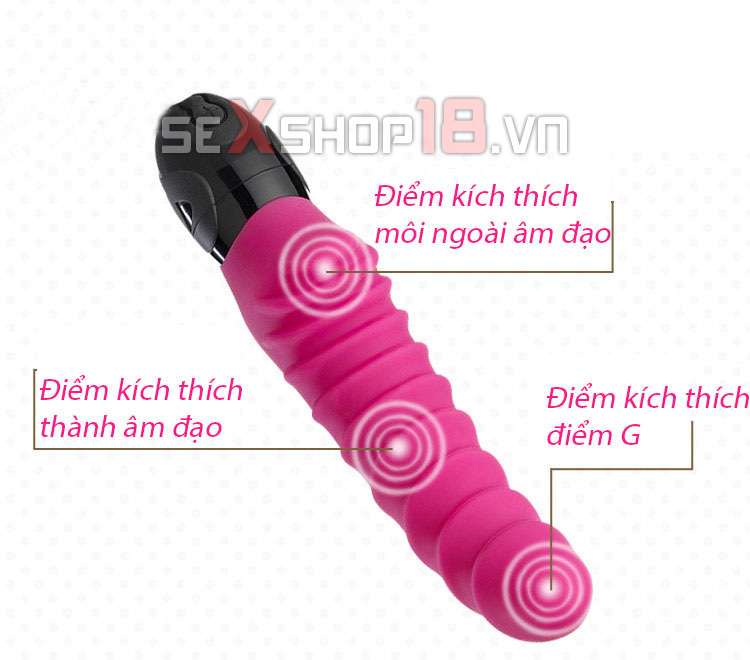 seXshop18.vn
Điểm kích thích
môi ngoài âm đạo
Điểm kích thích
thành âm đạo
Điểm kích thích
điểm G